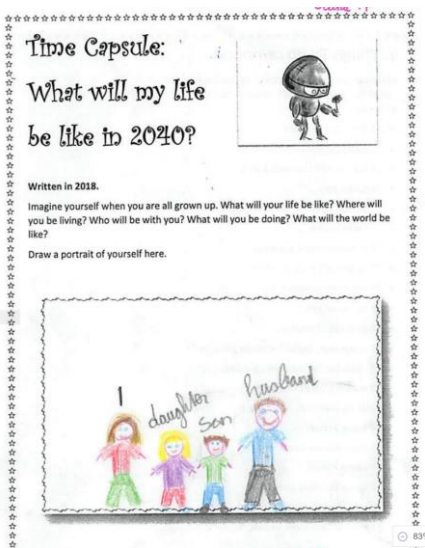 Time Capsule:
What will my life
be like in 2040?
Written in 2018.
Imagine yourself when you are all grown up. What will your life be like? Where will
you be living? Who will be with you? What will you be doing? What will the world be
like?
Draw a portrait of yourself here.
I
daughter
son
husband
83%